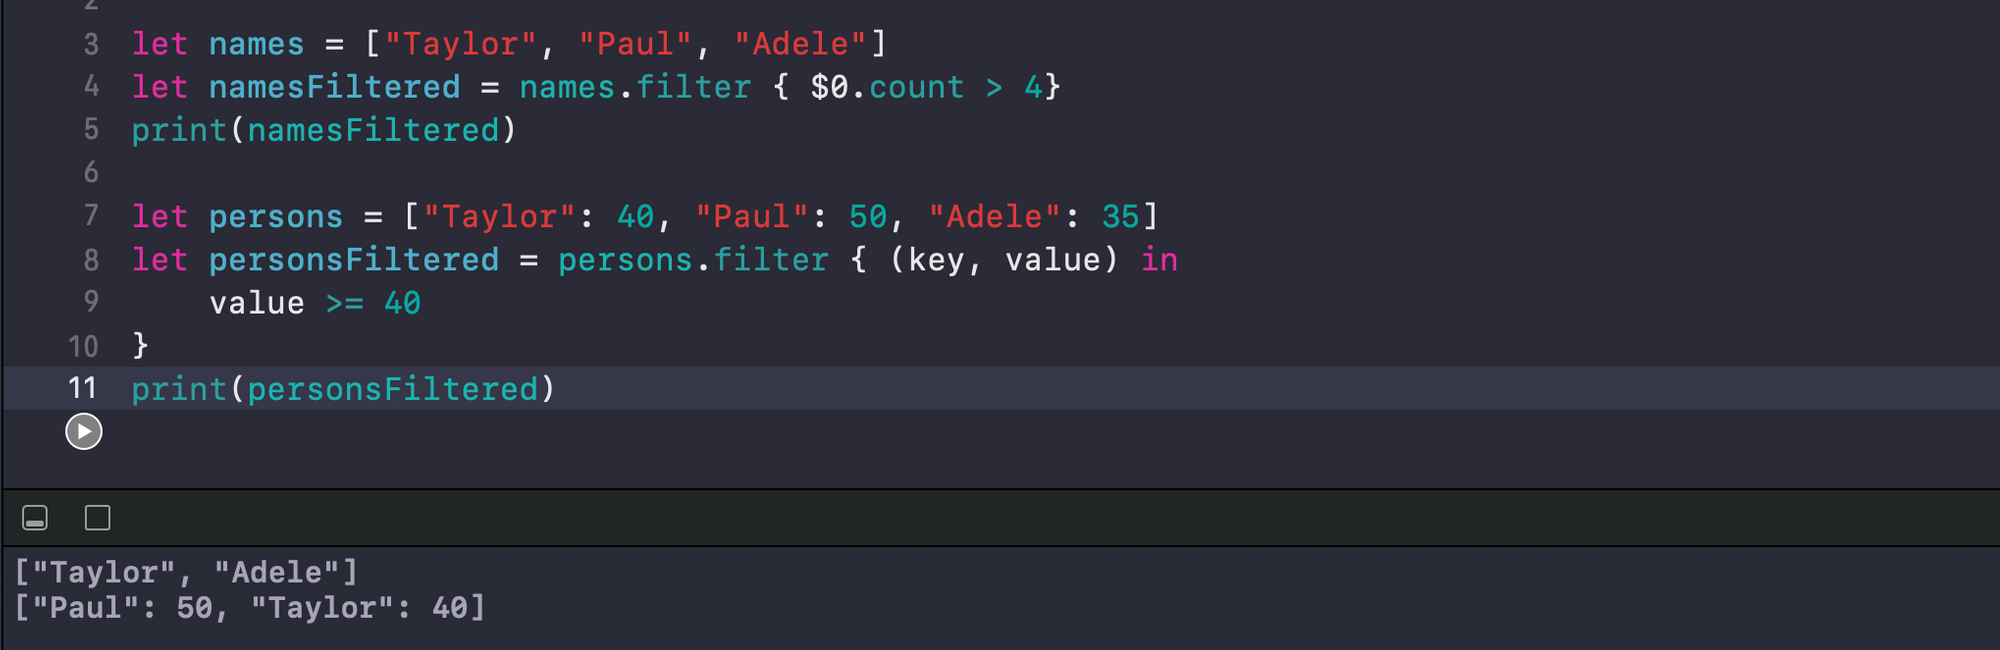 2
3 let names = ["Taylor", "Paul", "Adele"]
4 let namesFiltered = names.filter { $0.count > 4}
5 print(namesFiltered)
6
7 let persons = ["Taylor": 40, "Paul": 50, "Adele": 35]
8 let personsFiltered = persons.filter { (key, value) in
9 value >= 40
10 }
11 print(personsFiltered)
["Taylor", "Adele"]
["Paul": 50, "Taylor": 40]